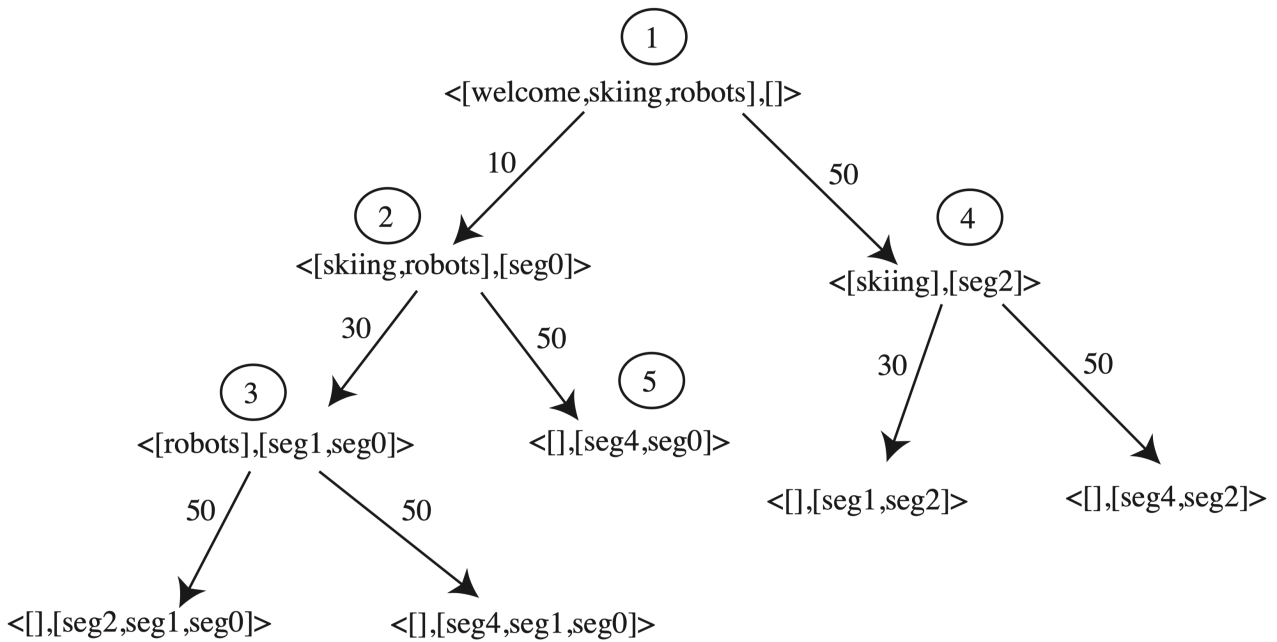 1
<[welcome,skiing,robots],[]>
10
50
2
4
<[skiing,robots],[seg0]>
<[skiing],[seg2]>
30
50
30
50
3
5
<[robots],[seg1,seg0]>
<[],[seg4,seg0]>
<[],[seg1,seg2]>
<[],[seg4,seg2]>
50
50
<[],[seg2,seg1,seg0]>
<[],[seg4,seg1,seg0]>